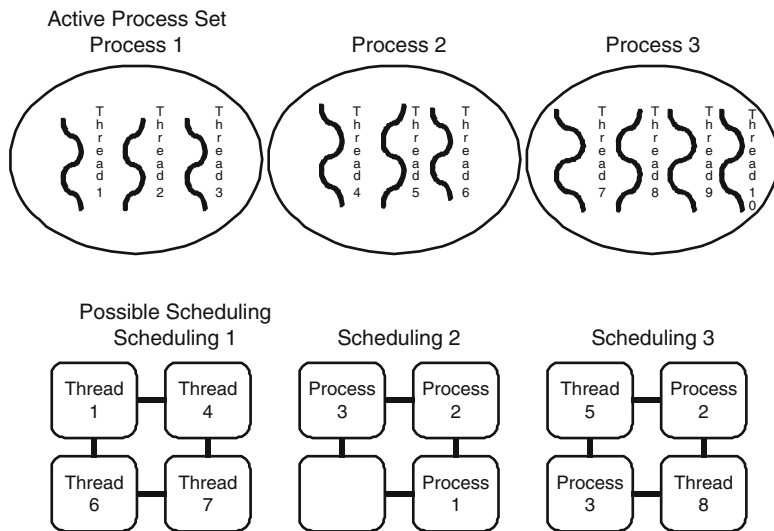 Active Process Set
Process 1
Process 2
Process 3
Thread 1
Thread 2
Thread 3
Thread 4
Thread 5
Thread 6
Thread 7
Thread 8
Thread 9
Thread 10
Possible Scheduling
Scheduling 1
Scheduling 2
Scheduling 3
Thread
1
Thread
4
Process
3
Process
2
Thread
5
Process
2
Thread
6
Thread
7
Process
1
Process
3
Thread
8